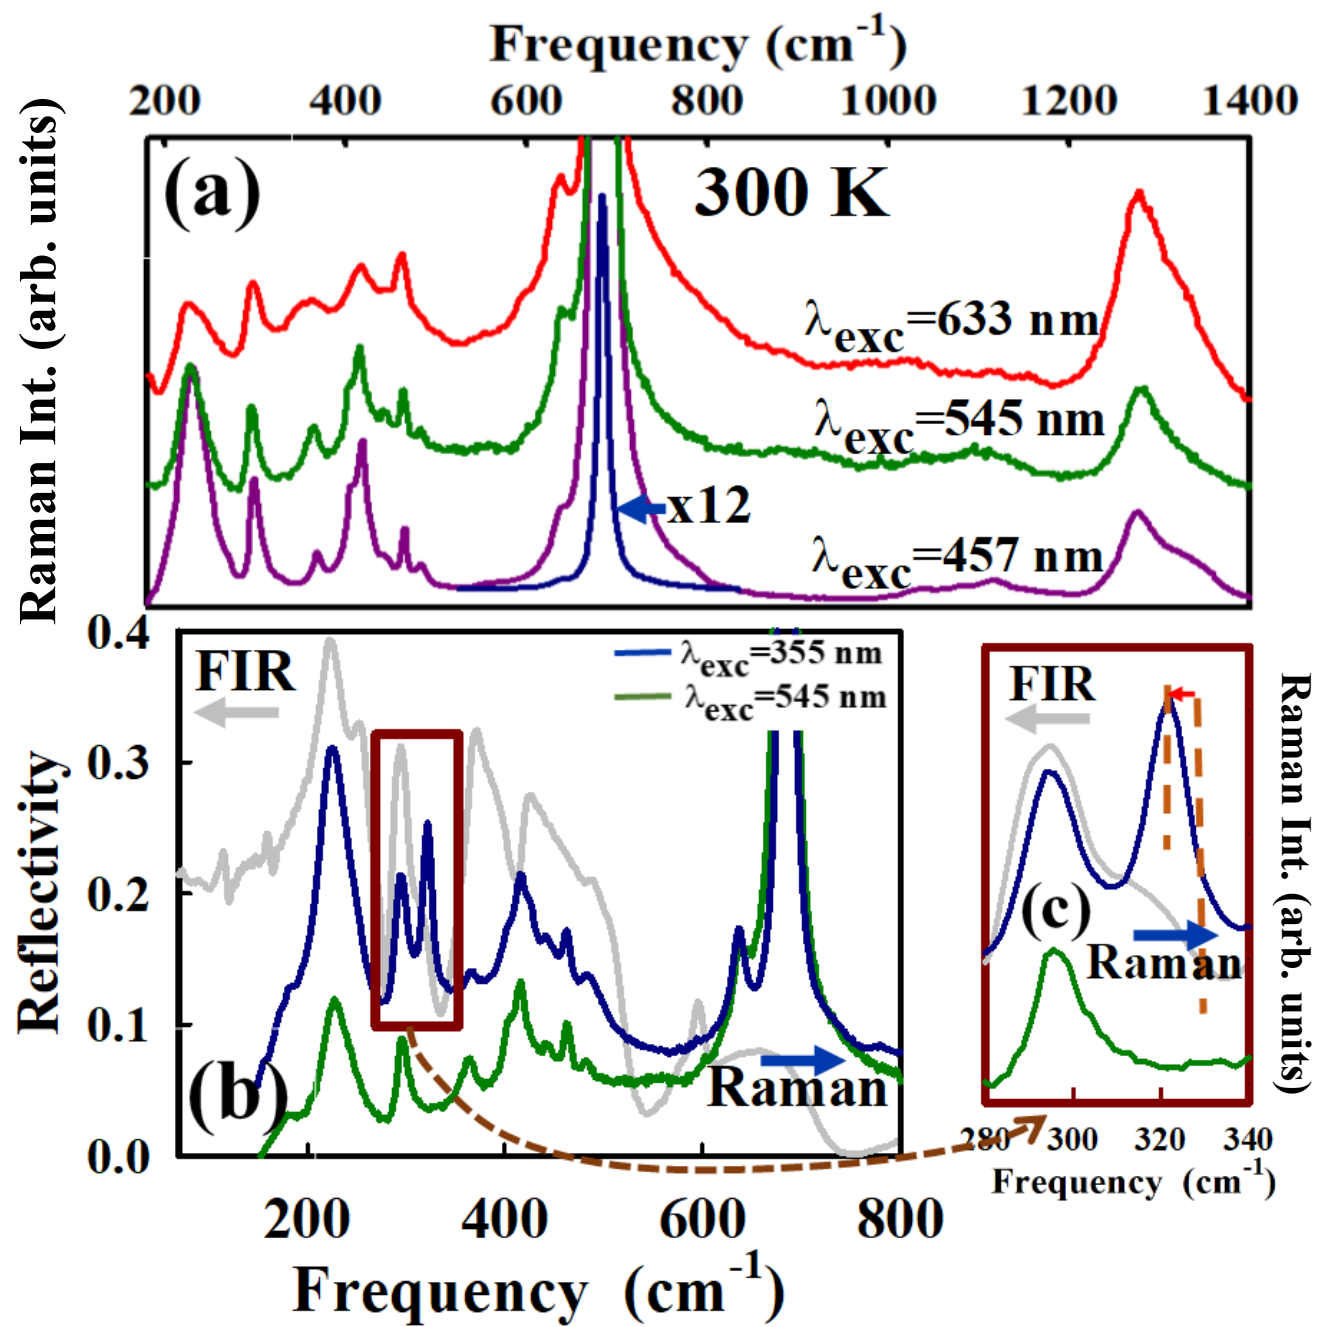 Frequency (cm-1)
200 400 600 800 1000 1200 1400
Raman Int. (arb. units)
(a)
300 K
λexc=633 nm
λexc=545 nm
x12
λexc=457 nm
0.4
0.3
0.2
0.1
0.0
Reflectivity
FIR
λexc=355 nm
λexc=545 nm
(b)
Raman
200 400 600 800
Frequency (cm-1)
FIR
(c)
Raman
Raman Int. (arb. units)
280 300 320 340
Frequency (cm-1)